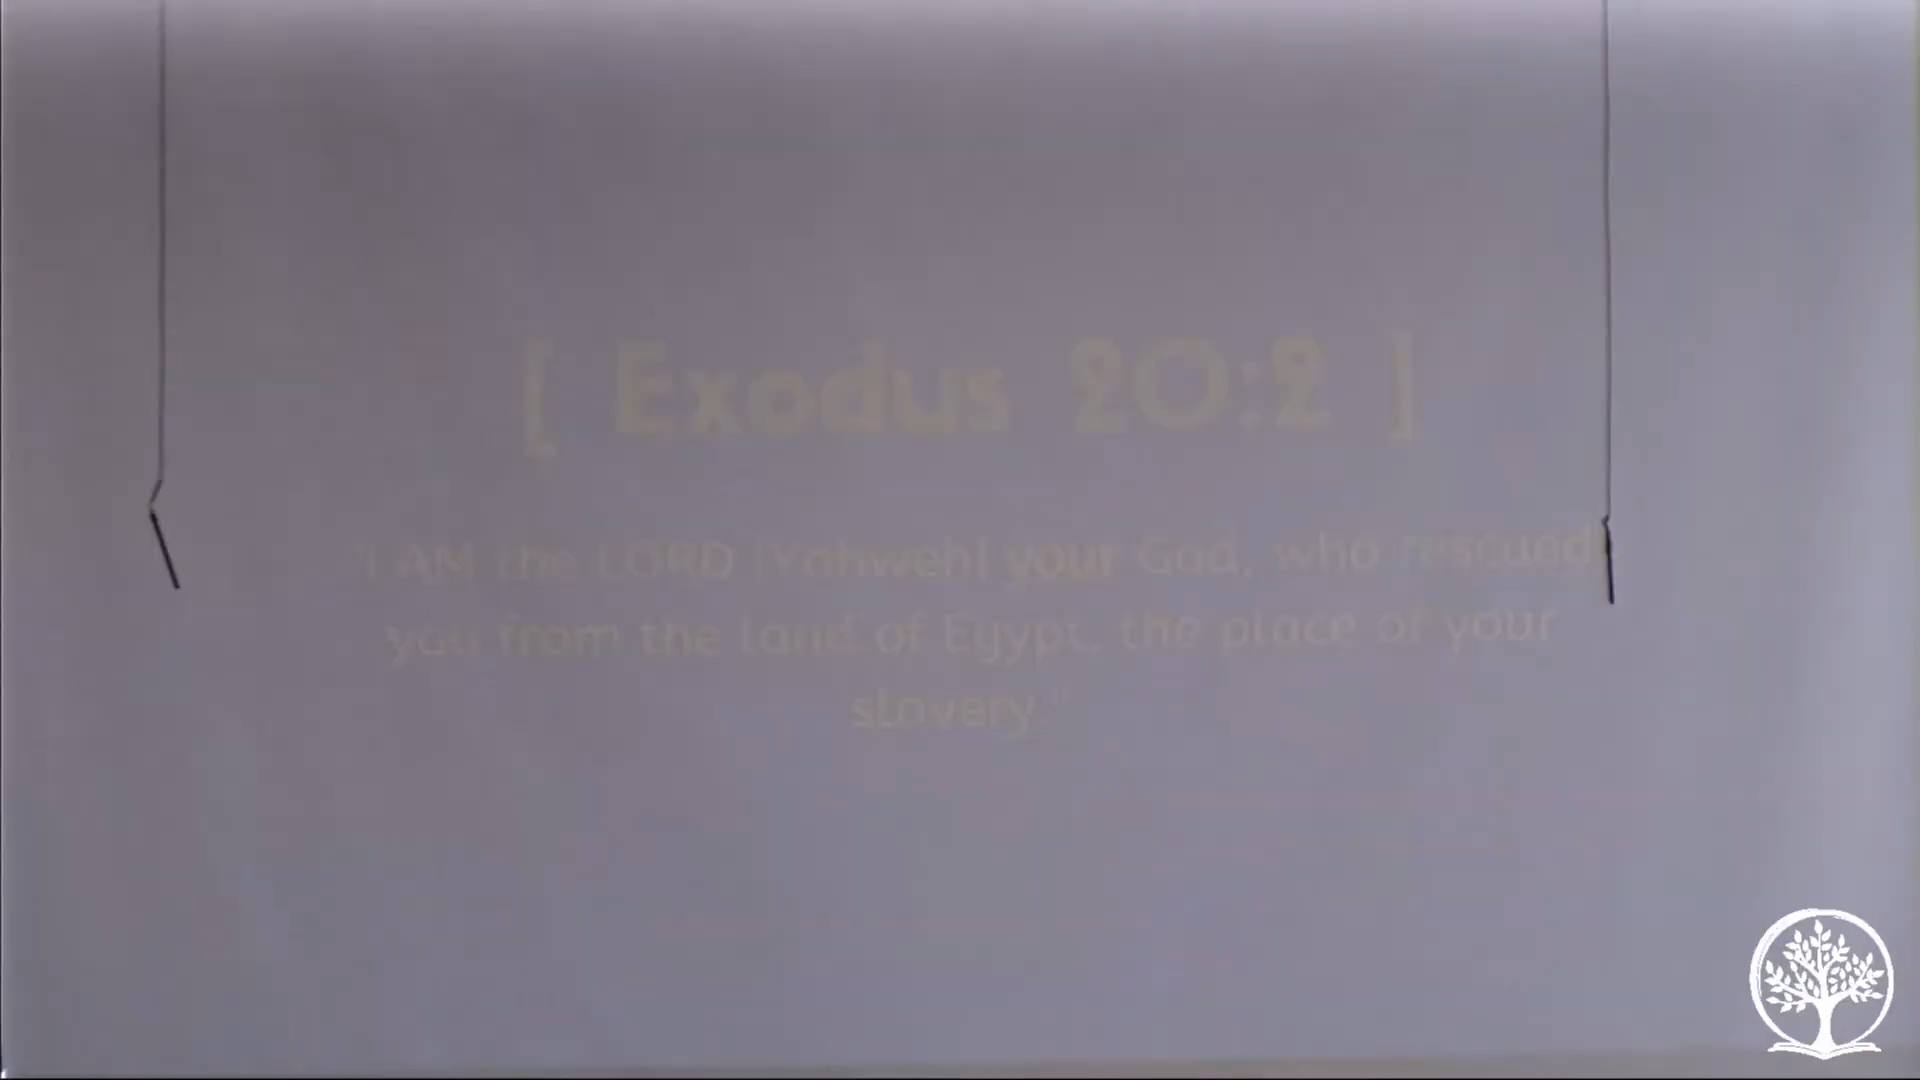 [ Exodus 20:2 ]
"I AM the LORD [Yahweh] your God, who rescued
you from the land of Egypt, the place of your
slavery."